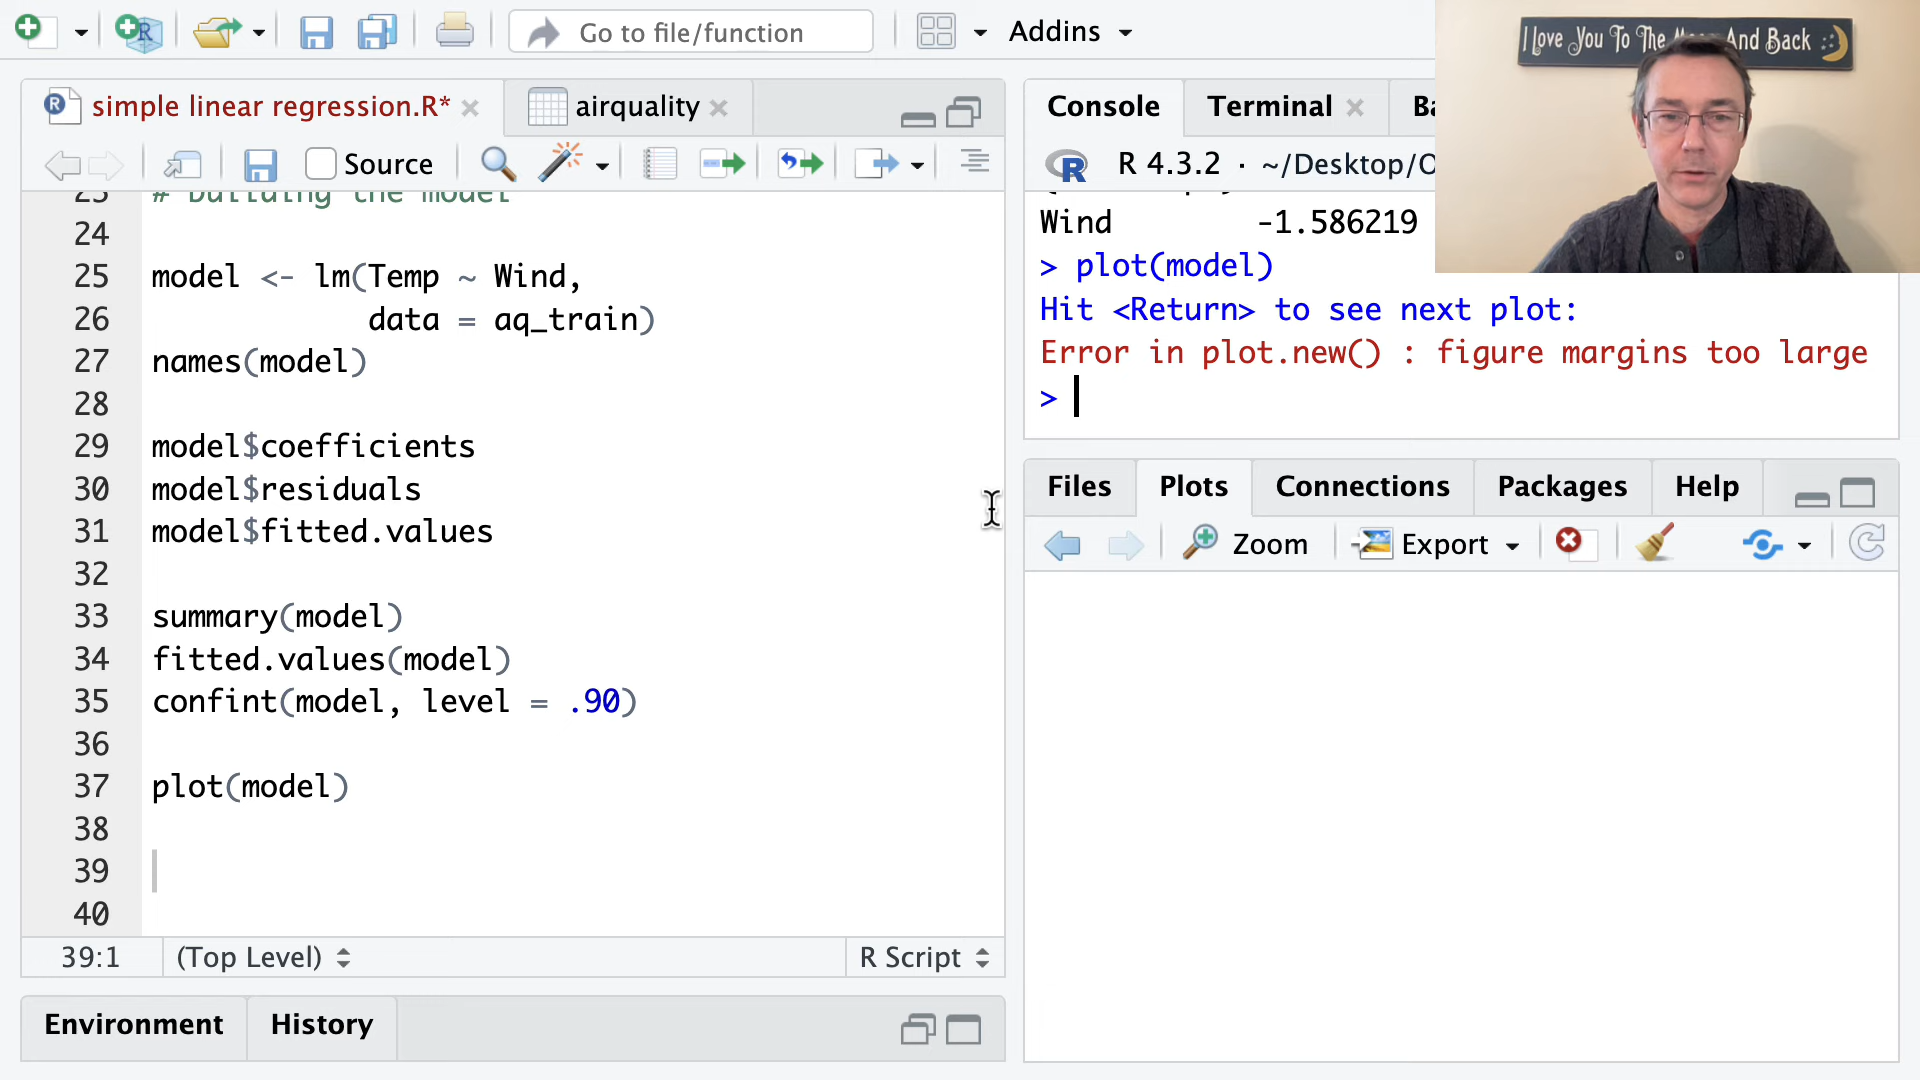 Go to file/function
Addins
I love You To The Moon And Back
simple linear regression.R*
airquality
Source
23
# Building the model
24
25 model <- lm(Temp ~ Wind,
26 data = aq_train)
27 names(model)
28
29 model$coefficients
30 model$residuals
31 model$fitted.values
32
33 summary(model)
34 fitted.values(model)
35 confint(model, level = .90)
36
37 plot(model)
38
39
40
39:1 (Top Level) R Script
Environment History
Console Terminal
R 4.3.2 · ~/Desktop/O
Wind -1.586219
> plot(model)
Hit <Return> to see next plot:
Error in plot.new() : figure margins too large
>
Files Plots Connections Packages Help
Zoom Export